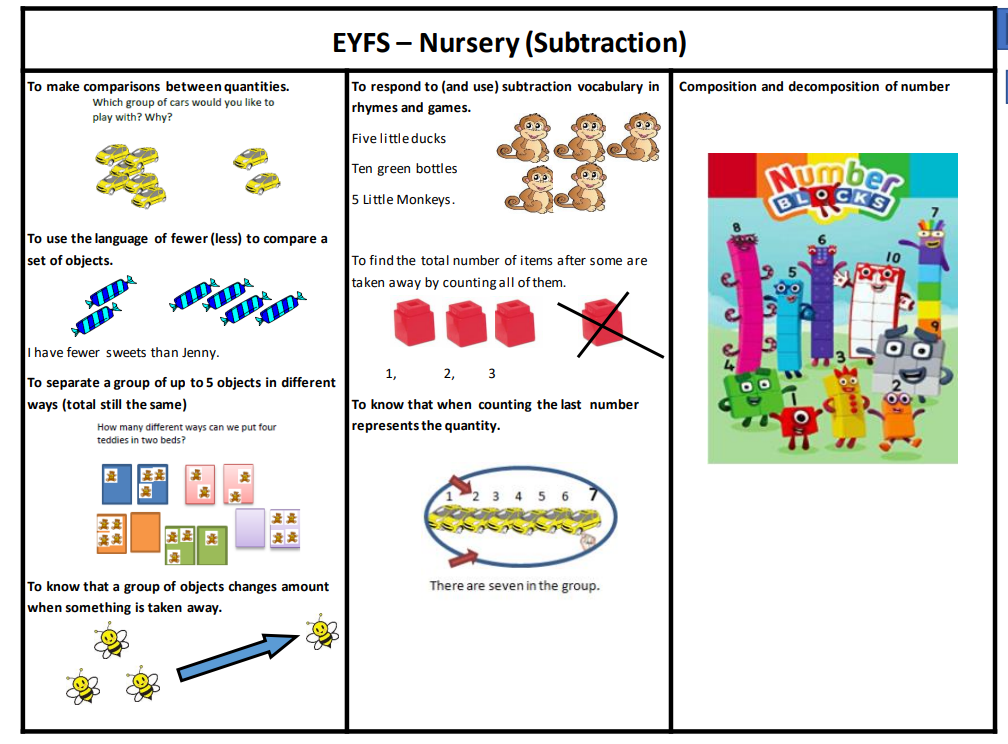 EYFS – Nursery (Subtraction)
To make comparisons between quantities.
Which group of cars would you like to
play with? Why?
To use the language of fewer (less) to compare a
set of objects.
I have fewer sweets than Jenny.
To separate a group of up to 5 objects in different
ways (total still the same)
How many different ways can we put four
teddies in two beds?
To know that a group of objects changes amount
when something is taken away.
To respond to (and use) subtraction vocabulary in
rhymes and games.
Five little ducks
Ten green bottles
5 Little Monkeys.
To find the total number of items after some are
taken away by counting all of them.
1, 2, 3
To know that when counting the last number
represents the quantity.
1 2 3 4 5 6 7
There are seven in the group.
Composition and decomposition of number
Number
BLOCKS
7
8
6
10
5
9
3
4
2
1